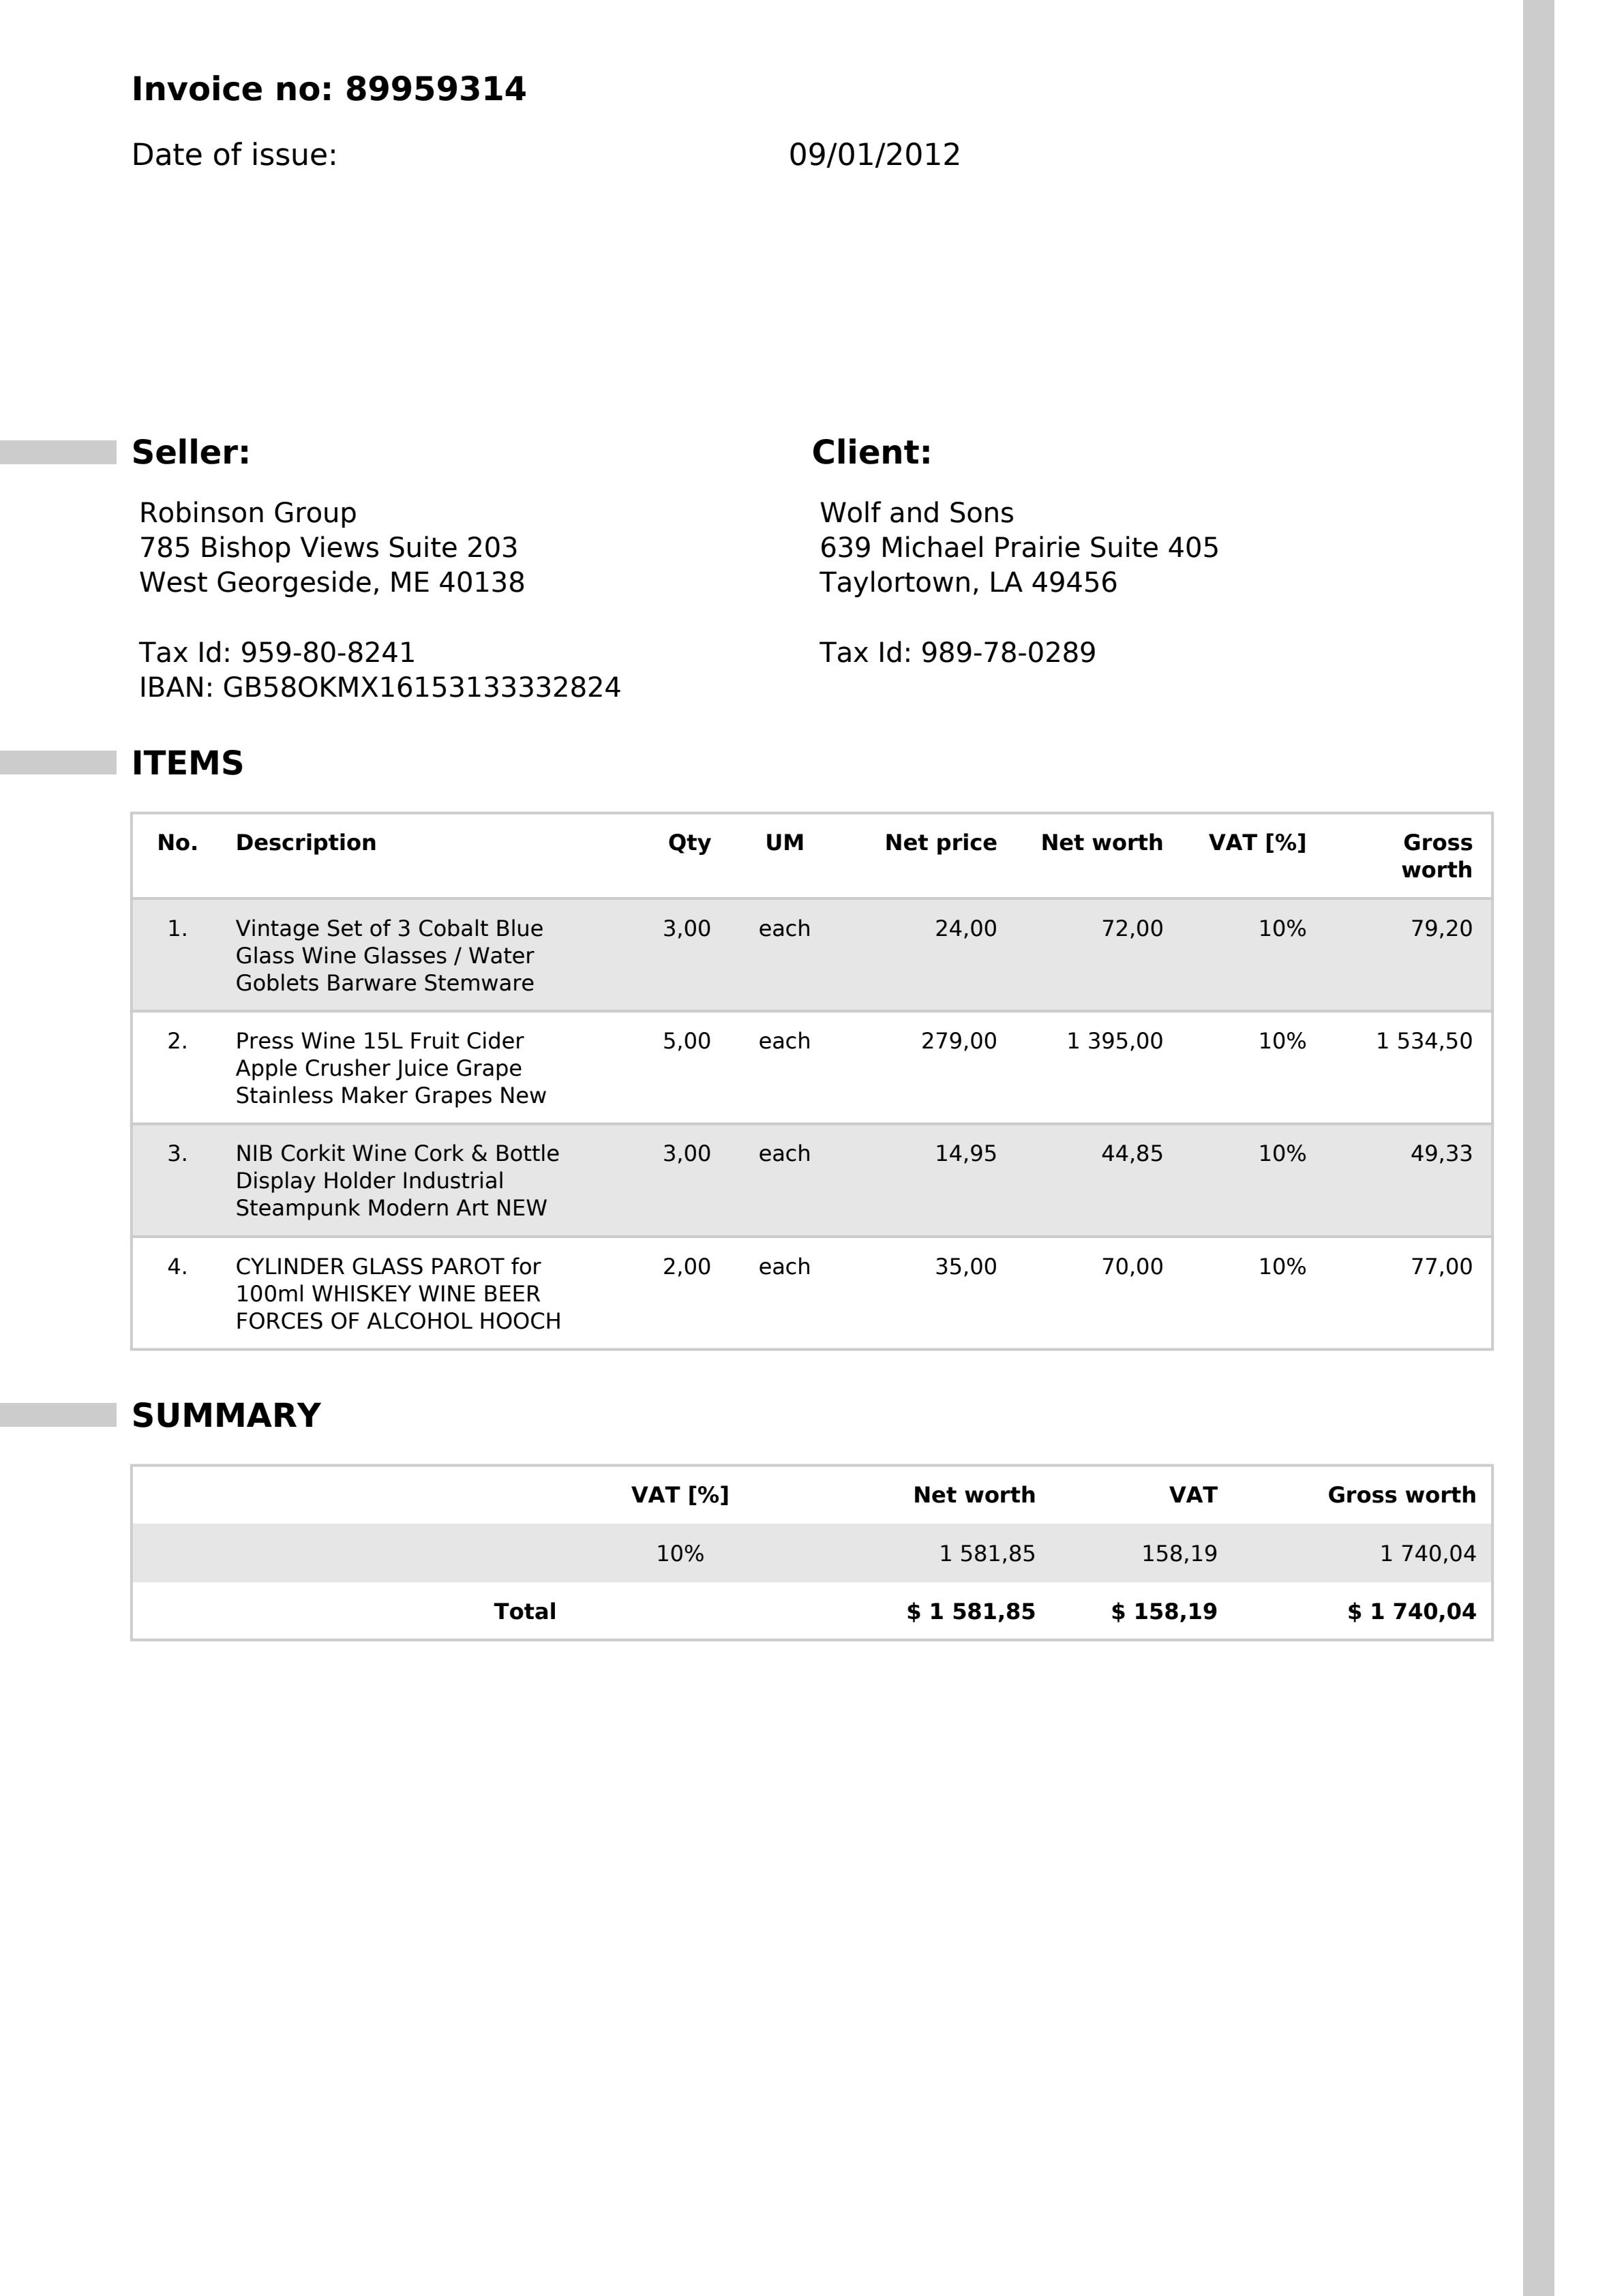 Invoice no: 89959314
Date of issue: 09/01/2012
Seller:
Robinson Group
785 Bishop Views Suite 203
West Georgeside, ME 40138
Tax Id: 959-80-8241
IBAN: GB58OKMX16153133332824
Client:
Wolf and Sons
639 Michael Prairie Suite 405
Taylortown, LA 49456
Tax Id: 989-78-0289
ITEMS
No. Description Qty UM Net price Net worth VAT [%] Gross
worth
1. Vintage Set of 3 Cobalt Blue 3,00 each 24,00 72,00 10% 79,20
Glass Wine Glasses / Water
Goblets Barware Stemware
2. Press Wine 15L Fruit Cider 5,00 each 279,00 1 395,00 10% 1 534,50
Apple Crusher Juice Grape
Stainless Maker Grapes New
3. NIB Corkit Wine Cork & Bottle 3,00 each 14,95 44,85 10% 49,33
Display Holder Industrial
Steampunk Modern Art NEW
4. CYLINDER GLASS PAROT for 2,00 each 35,00 70,00 10% 77,00
100ml WHISKEY WINE BEER
FORCES OF ALCOHOL HOOCH
SUMMARY
VAT [%] Net worth VAT Gross worth
10% 1 581,85 158,19 1 740,04
Total $ 1 581,85 $ 158,19 $ 1 740,04